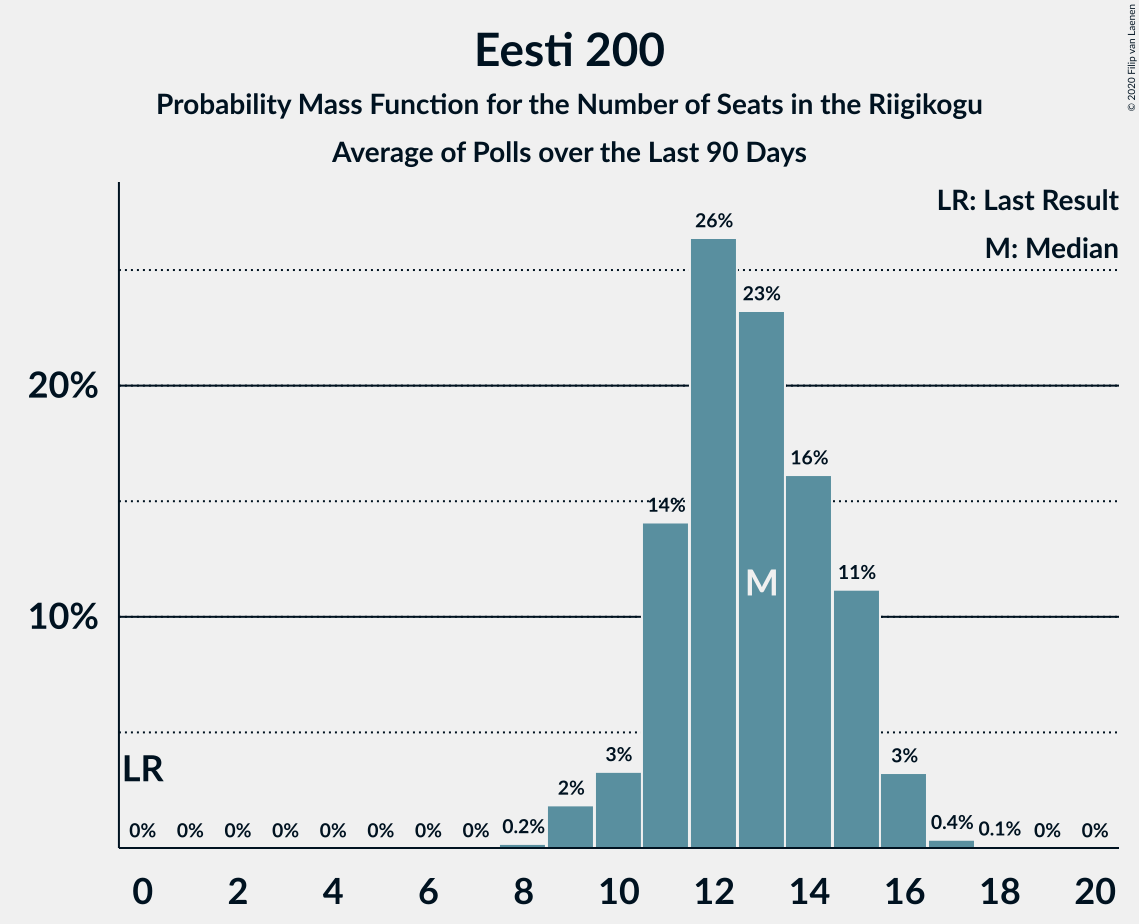 Eesti 200
Probability Mass Function for the Number of Seats in the Riigikogu
Average of Polls over the Last 90 Days
© 2020 Filip van Laenen
LR: Last Result
M: Median
20%
10%
26%
23%
16%
14%
11%
M
LR
3%
3%
2%
0% 0% 0% 0% 0% 0% 0% 0% 0.2% 0.4% 0.1% 0% 0%
0 2 4 6 8 10 12 14 16 18 20